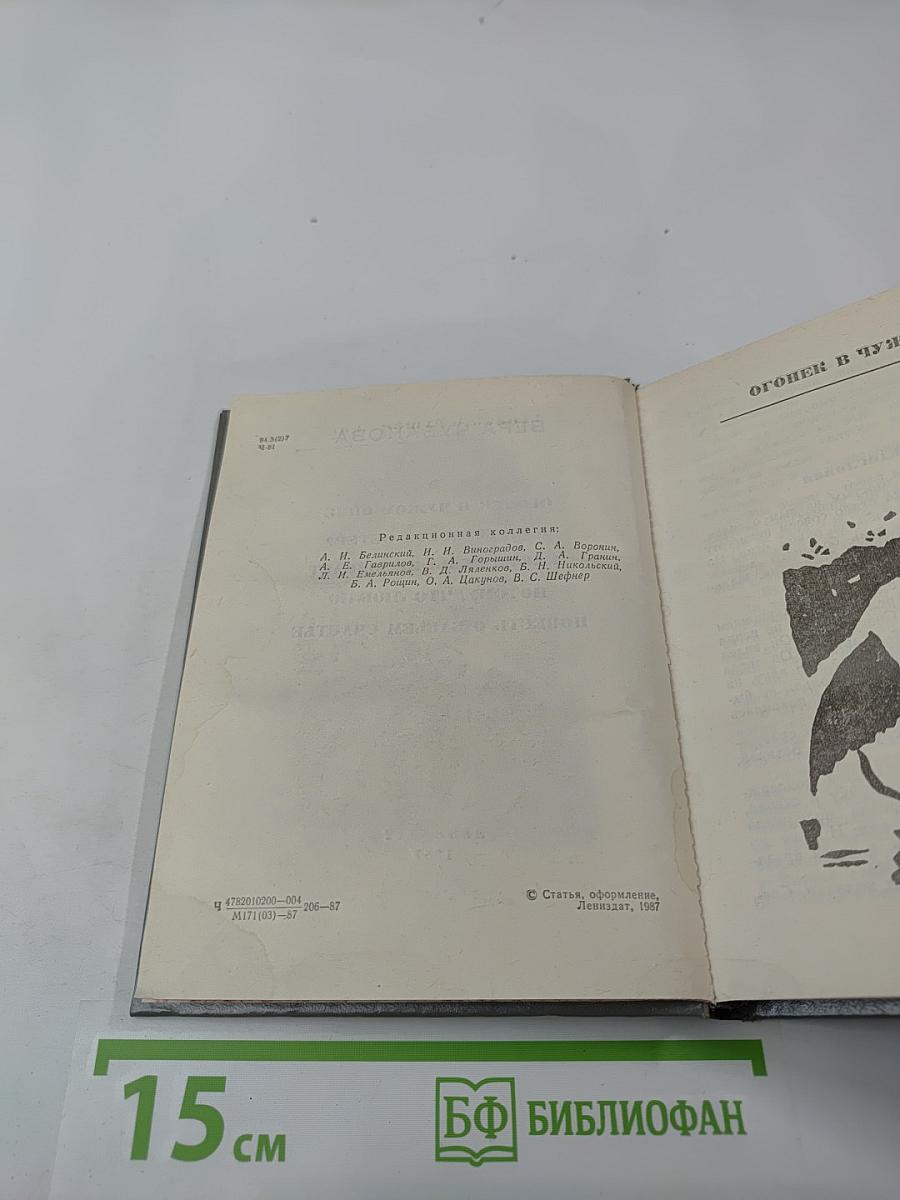 84.3(2)7
Ч-81
Редакционная коллегия:
А. И. Белинский, И. И. Виноградов, С. А. Воронин,
А. Е. Гаврилов, Г. А. Горышин, Д. А. Гранин,
Л. И. Емельянов, В. Д. Ляленков, Б. Н. Никольский,
Б. А. Рощин, О. А. Цакунов, В. С. Шефнер
Ч 4782010200—004 206—87
М171(03)—87
© Статья, оформление,
Лениздат, 1987
ОГОНЕК В ЧУЖ
15 см
БФ БИБЛИОФАН